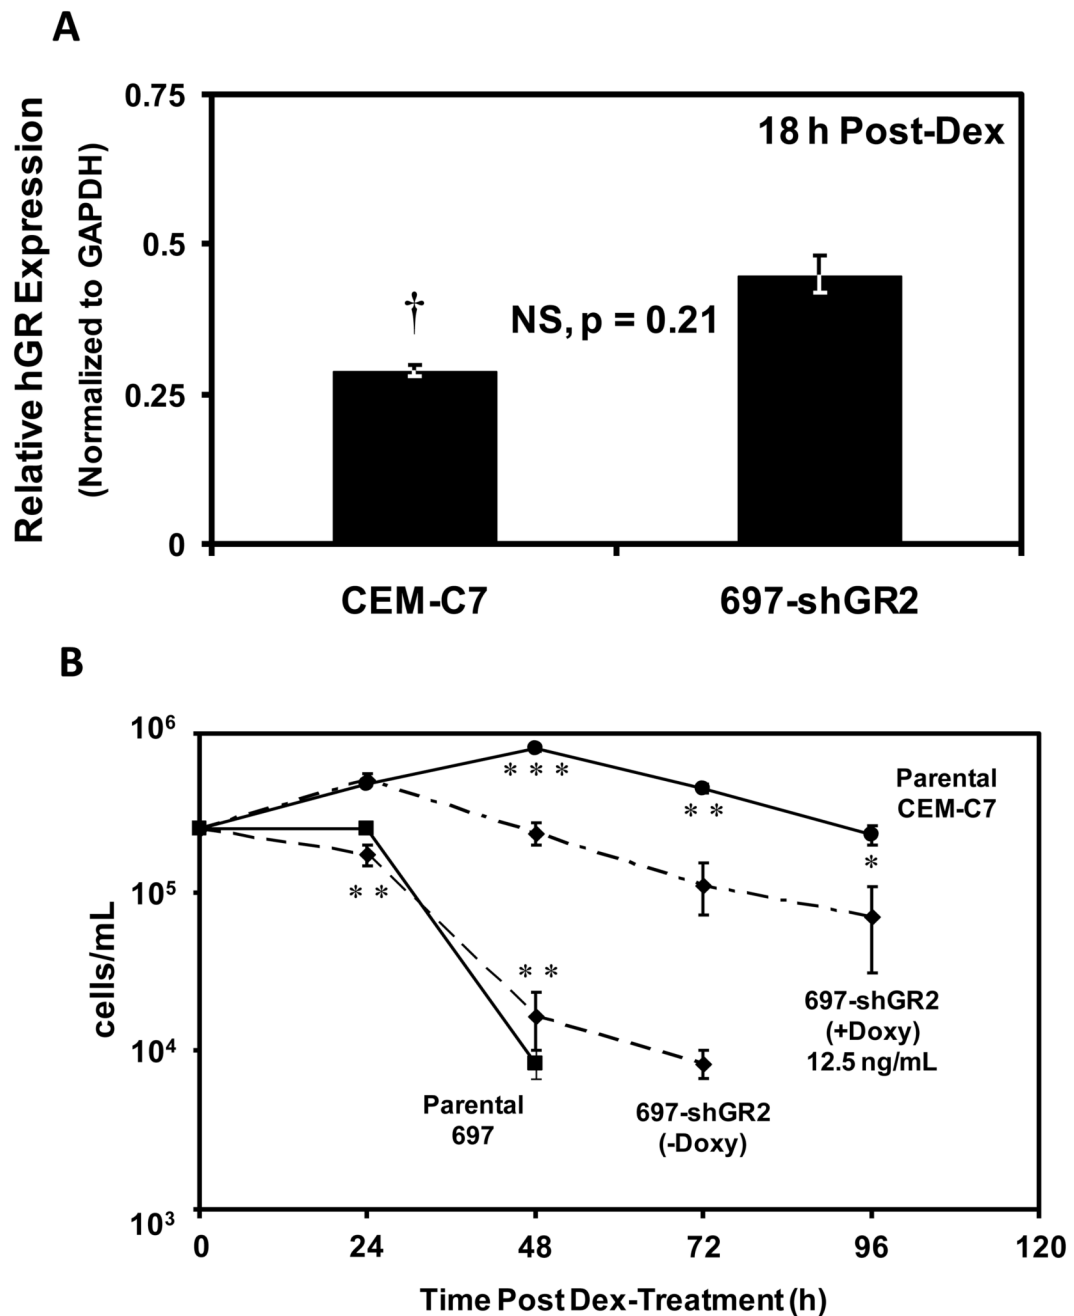 A
Relative hGR Expression
(Normalized to GAPDH)
0.75
0.5
0.25
0
18 h Post-Dex
†
NS, p = 0.21
CEM-C7
697-shGR2
B
cells/mL
10⁶
10⁵
10⁴
10³
* * *
* *
*
* *
* *
Parental
CEM-C7
697-shGR2
(+Doxy)
12.5 ng/mL
Parental
697
697-shGR2
(-Doxy)
0 24 48 72 96 120
Time Post Dex-Treatment (h)